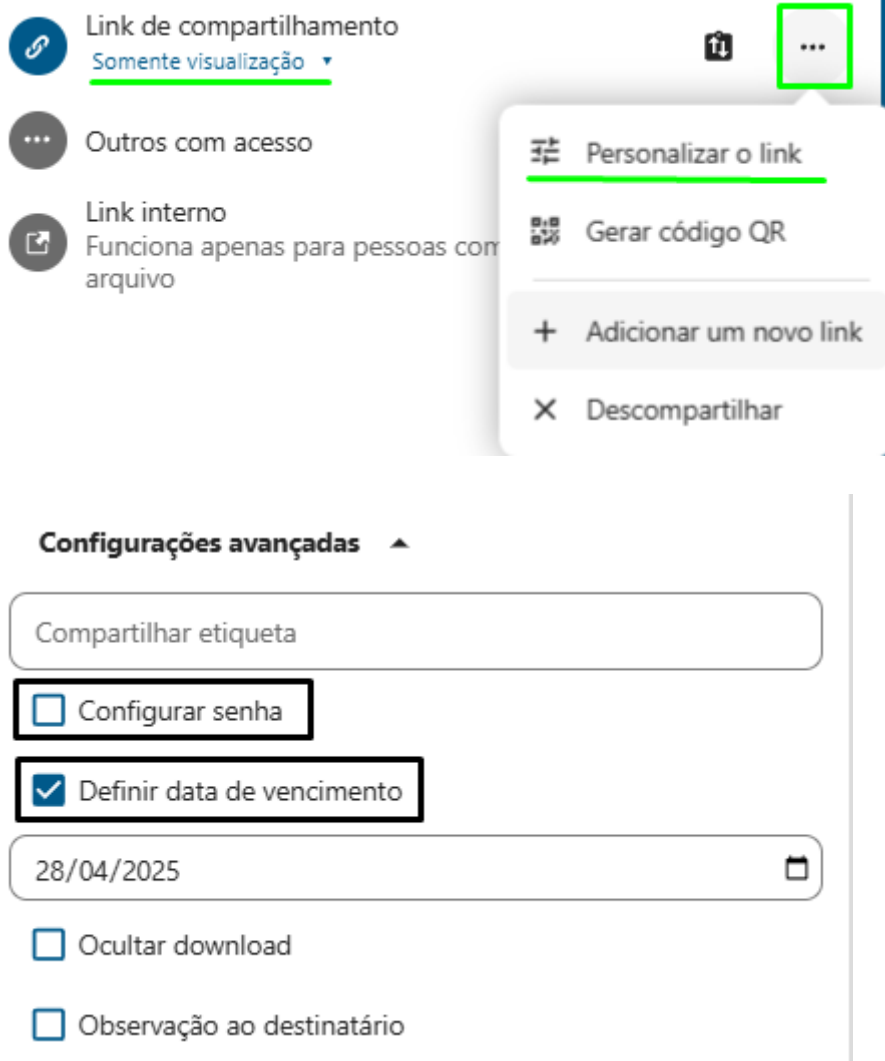 Link de compartilhamento
Somente visualização
Outros com acesso
Link interno
Funciona apenas para pessoas com
arquivo
Personalizar o link
Gerar código QR
Adicionar um novo link
Descompartilhar
Configurações avançadas
Compartilhar etiqueta
Configurar senha
Definir data de vencimento
28/04/2025
Ocultar download
Observação ao destinatário